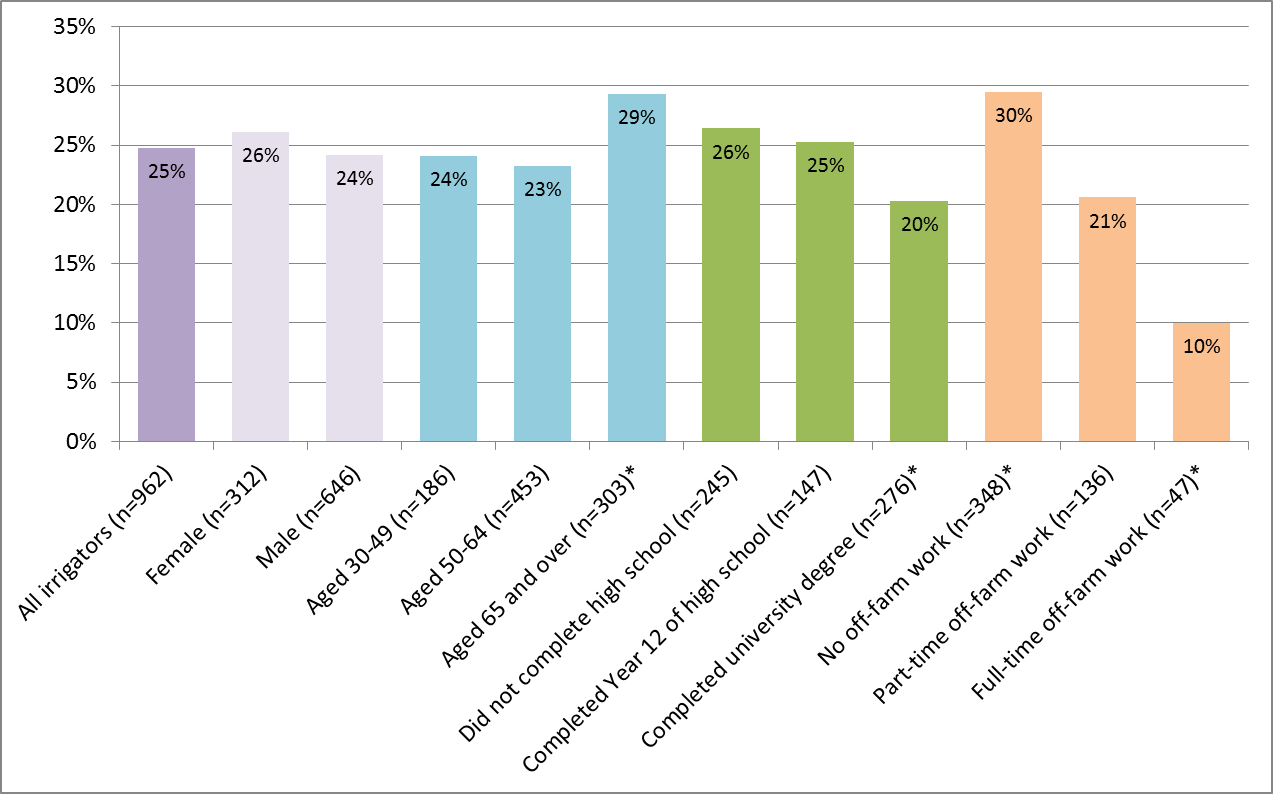 35%
30%
25%
20%
15%
10%
5%
0%
25%
26%
24%
24%
23%
29%
26%
25%
20%
30%
21%
10%
All irrigators (n=962)
Female (n=312)
Male (n=646)
Aged 30-49 (n=186)
Aged 50-64 (n=453)
Aged 65 and over (n=303)*
Did not complete high school (n=245)
Completed Year 12 of high school (n=147)
Completed university degree (n=276)*
No off-farm work (n=348)*
Part-time off-farm work (n=136)
Full-time off-farm work (n=47)*